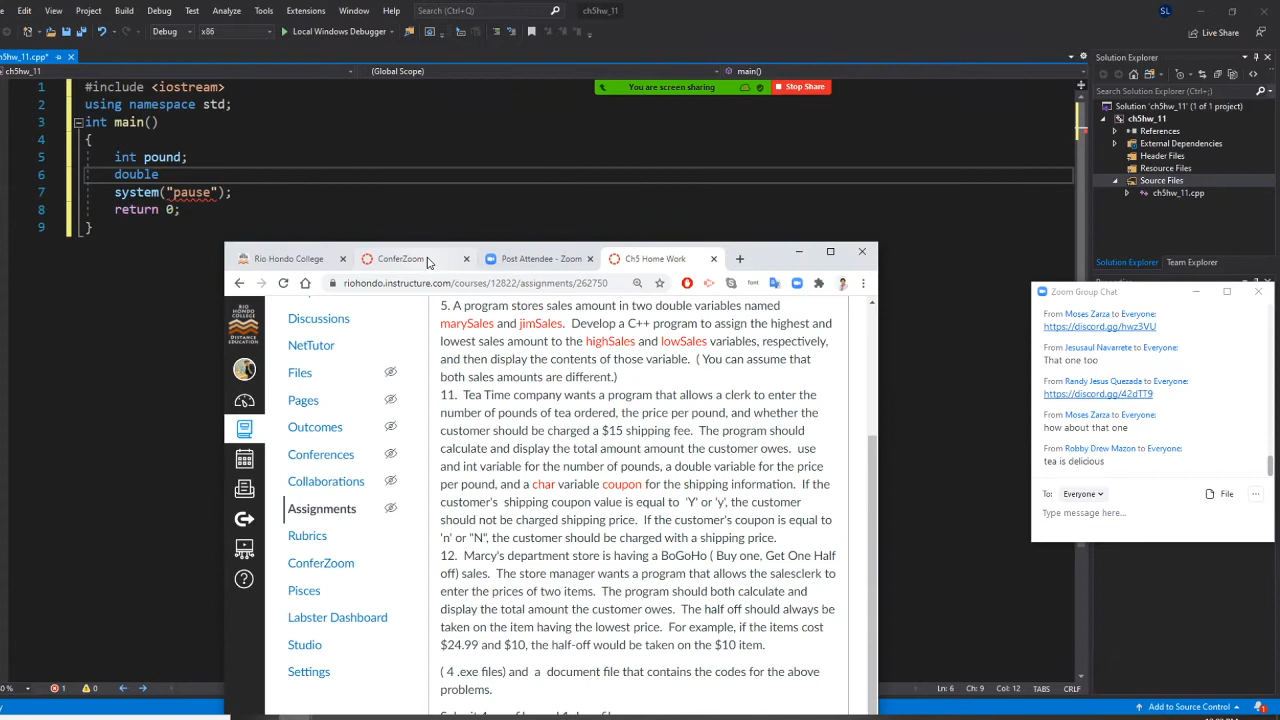 Edit View Project Build Debug Test Analyze Tools Extensions Window Help Search (Ctrl+Q) ch5hw_11 SL
Debug x86 Local Windows Debugger Live Share
ch5hw_11.cpp*
ch5hw_11 (Global Scope) main()
You are screen sharing Stop Share
1 #include <iostream>
2 using namespace std;
3 int main()
4 {
5 int pound;
6 double
7 system("pause");
8 return 0;
9 }
Solution Explorer
Search Solution Explorer (Ctrl+;)
Solution 'ch5hw_11' (1 of 1 project)
ch5hw_11
References
External Dependencies
Header Files
Resource Files
Source Files
ch5hw_11.cpp
Solution Explorer Team Explorer
Rio Hondo College ConferZoom Post Attendee - Zoom Ch5 Home Work
riohondo.instructure.com/courses/12822/assignments/262750
RIO HONDO COLLEGE
DISTANCE EDUCATION
Discussions
NetTutor
Files
Pages
Outcomes
Conferences
Collaborations
Assignments
Rubrics
ConferZoom
Pisces
Labster Dashboard
Studio
Settings
5. A program stores sales amount in two double variables named
marySales and jimSales. Develop a C++ program to assign the highest and
lowest sales amount to the highSales and lowSales variables, respectively,
and then display the contents of those variable. ( You can assume that
both sales amounts are different.)
11. Tea Time company wants a program that allows a clerk to enter the
number of pounds of tea ordered, the price per pound, and whether the
customer should be charged a $15 shipping fee. The program should
calculate and display the total amount amount the customer owes. use
and int variable for the number of pounds, a double variable for the price
per pound, and a char variable coupon for the shipping information. If the
customer's shipping coupon value is equal to 'Y' or 'y', the customer
should not be charged shipping price. If the customer's coupon is equal to
'n' or "N", the customer should be charged with a shipping price.
12. Marcy's department store is having a BoGoHo ( Buy one, Get One Half
off) sales. The store manager wants a program that allows the salesclerk to
enter the prices of two items. The program should both calculate and
display the total amount the customer owes. The half off should always be
taken on the item having the lowest price. For example, if the items cost
$24.99 and $10, the half-off would be taken on the $10 item.
( 4 .exe files) and a document file that contains the codes for the above
problems.
Zoom Group Chat
From Moses Zarza to Everyone:
https://discord.gg/hwz3VU
From Jesusaul Navarrete to Everyone:
That one too
From Randy Jesus Quezada to Everyone:
https://discord.gg/42dTT9
From Moses Zarza to Everyone:
how about that one
From Robby Drew Mazon to Everyone:
tea is delicious
To: Everyone File
Type message here...
0 % 1 0 Ln: 6 Ch: 9 Col: 12 TABS CRLF
Add to Source Control 1